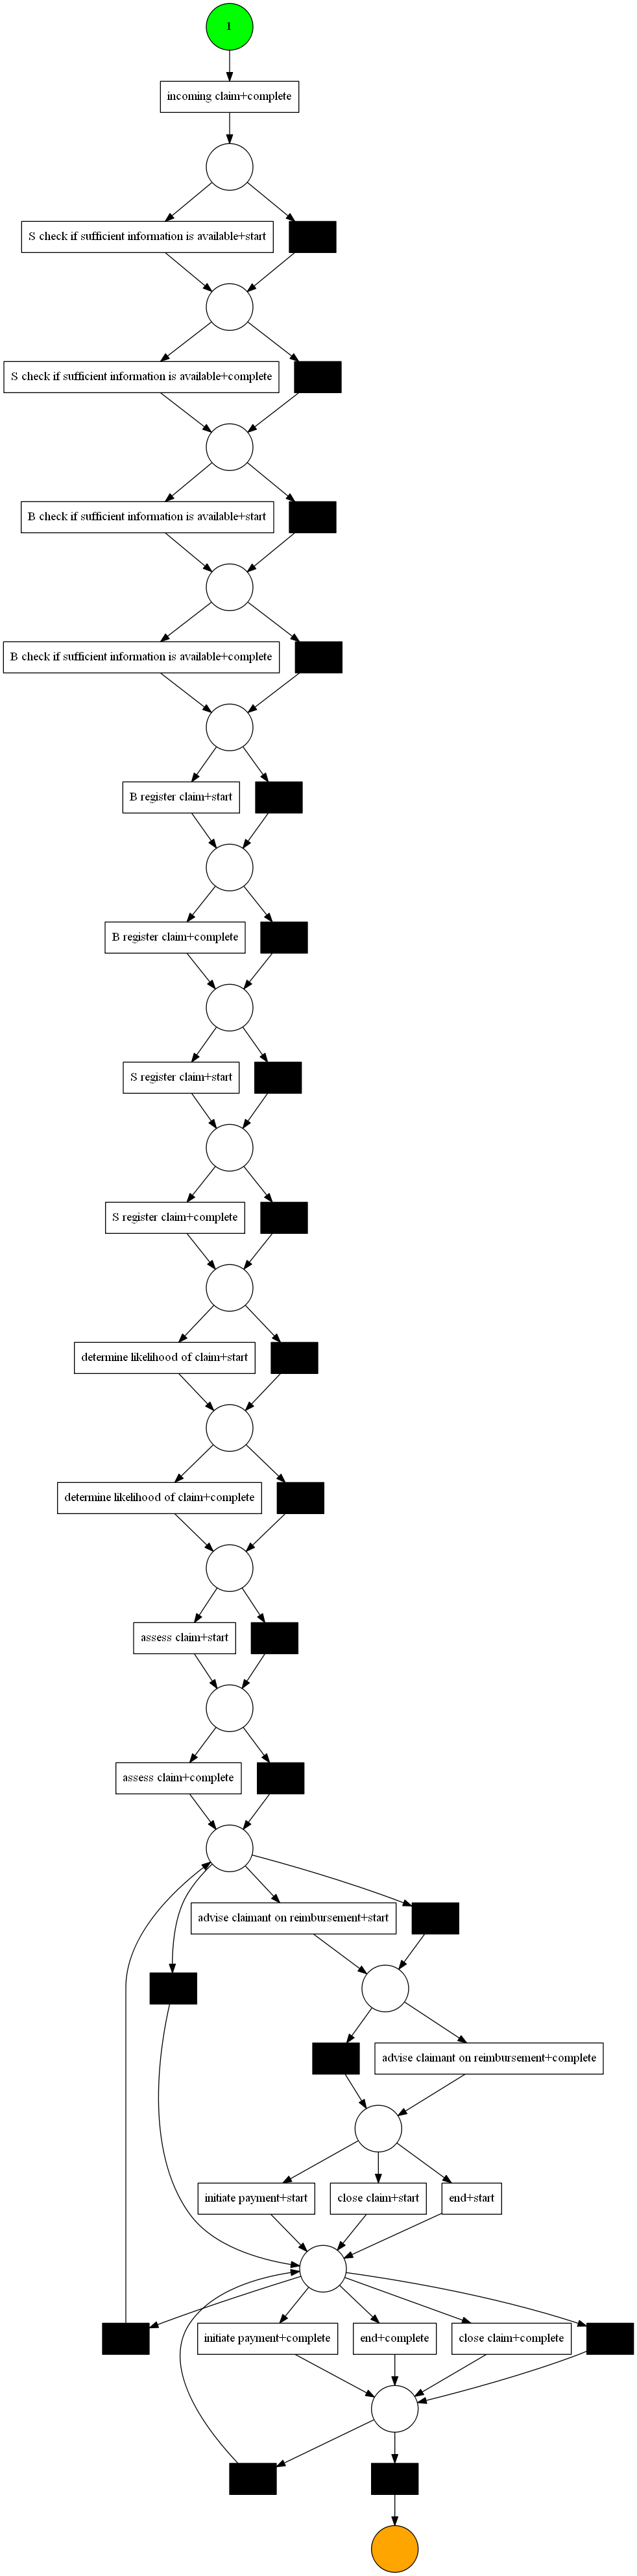 1
incoming claim+complete
S check if sufficient information is available+start
S check if sufficient information is available+complete
B check if sufficient information is available+start
B check if sufficient information is available+complete
B register claim+start
B register claim+complete
S register claim+start
S register claim+complete
determine likelihood of claim+start
determine likelihood of claim+complete
assess claim+start
assess claim+complete
advise claimant on reimbursement+start
advise claimant on reimbursement+complete
initiate payment+start
close claim+start
end+start
initiate payment+complete
end+complete
close claim+complete